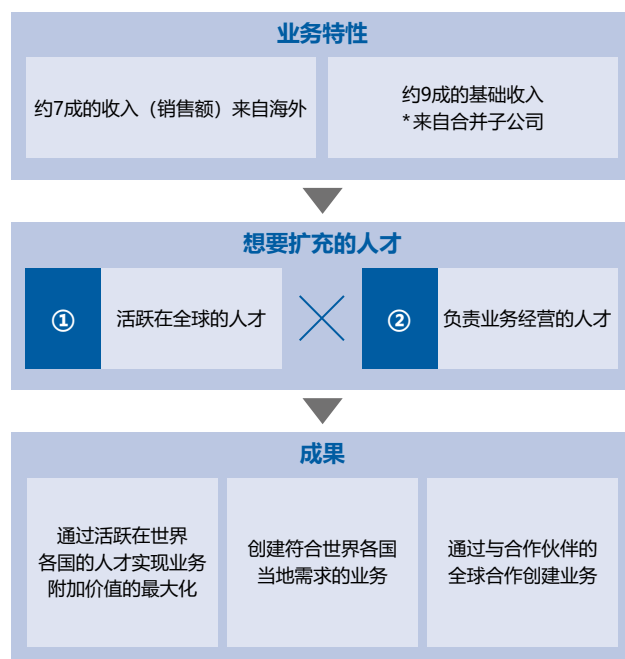 业务特性
约7成的收入（销售额）来自海外
约9成的基础收入
*来自合并子公司
想要扩充的人才
①
活跃在全球的人才
②
负责业务经营的人才
成果
通过活跃在世界
各国的人才实现业务
附加价值的最大化
创建符合世界各国
当地需求的业务
通过与合作伙伴的
全球合作创建业务